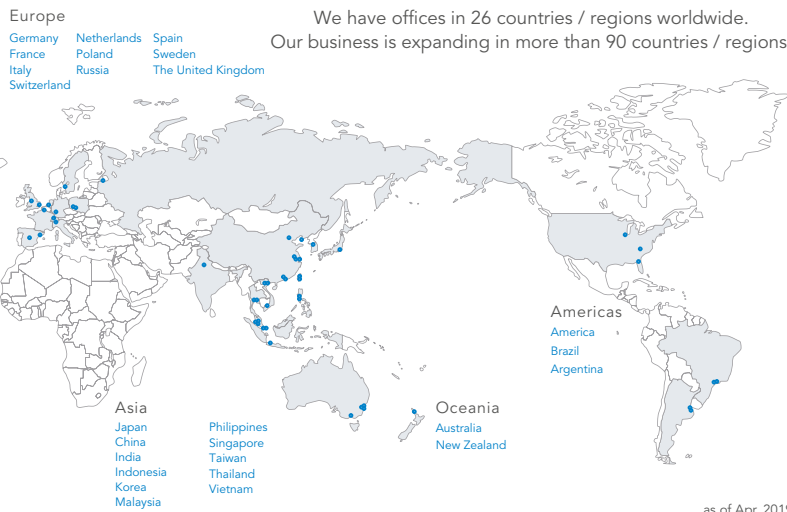 Europe
Germany
France
Italy
Switzerland
Netherlands
Poland
Russia
Spain
Sweden
The United Kingdom
We have offices in 26 countries / regions worldwide.
Our business is expanding in more than 90 countries / regions
Americas
America
Brazil
Argentina
Asia
Japan
China
India
Indonesia
Korea
Malaysia
Philippines
Singapore
Taiwan
Thailand
Vietnam
Oceania
Australia
New Zealand
as of Apr. 2019